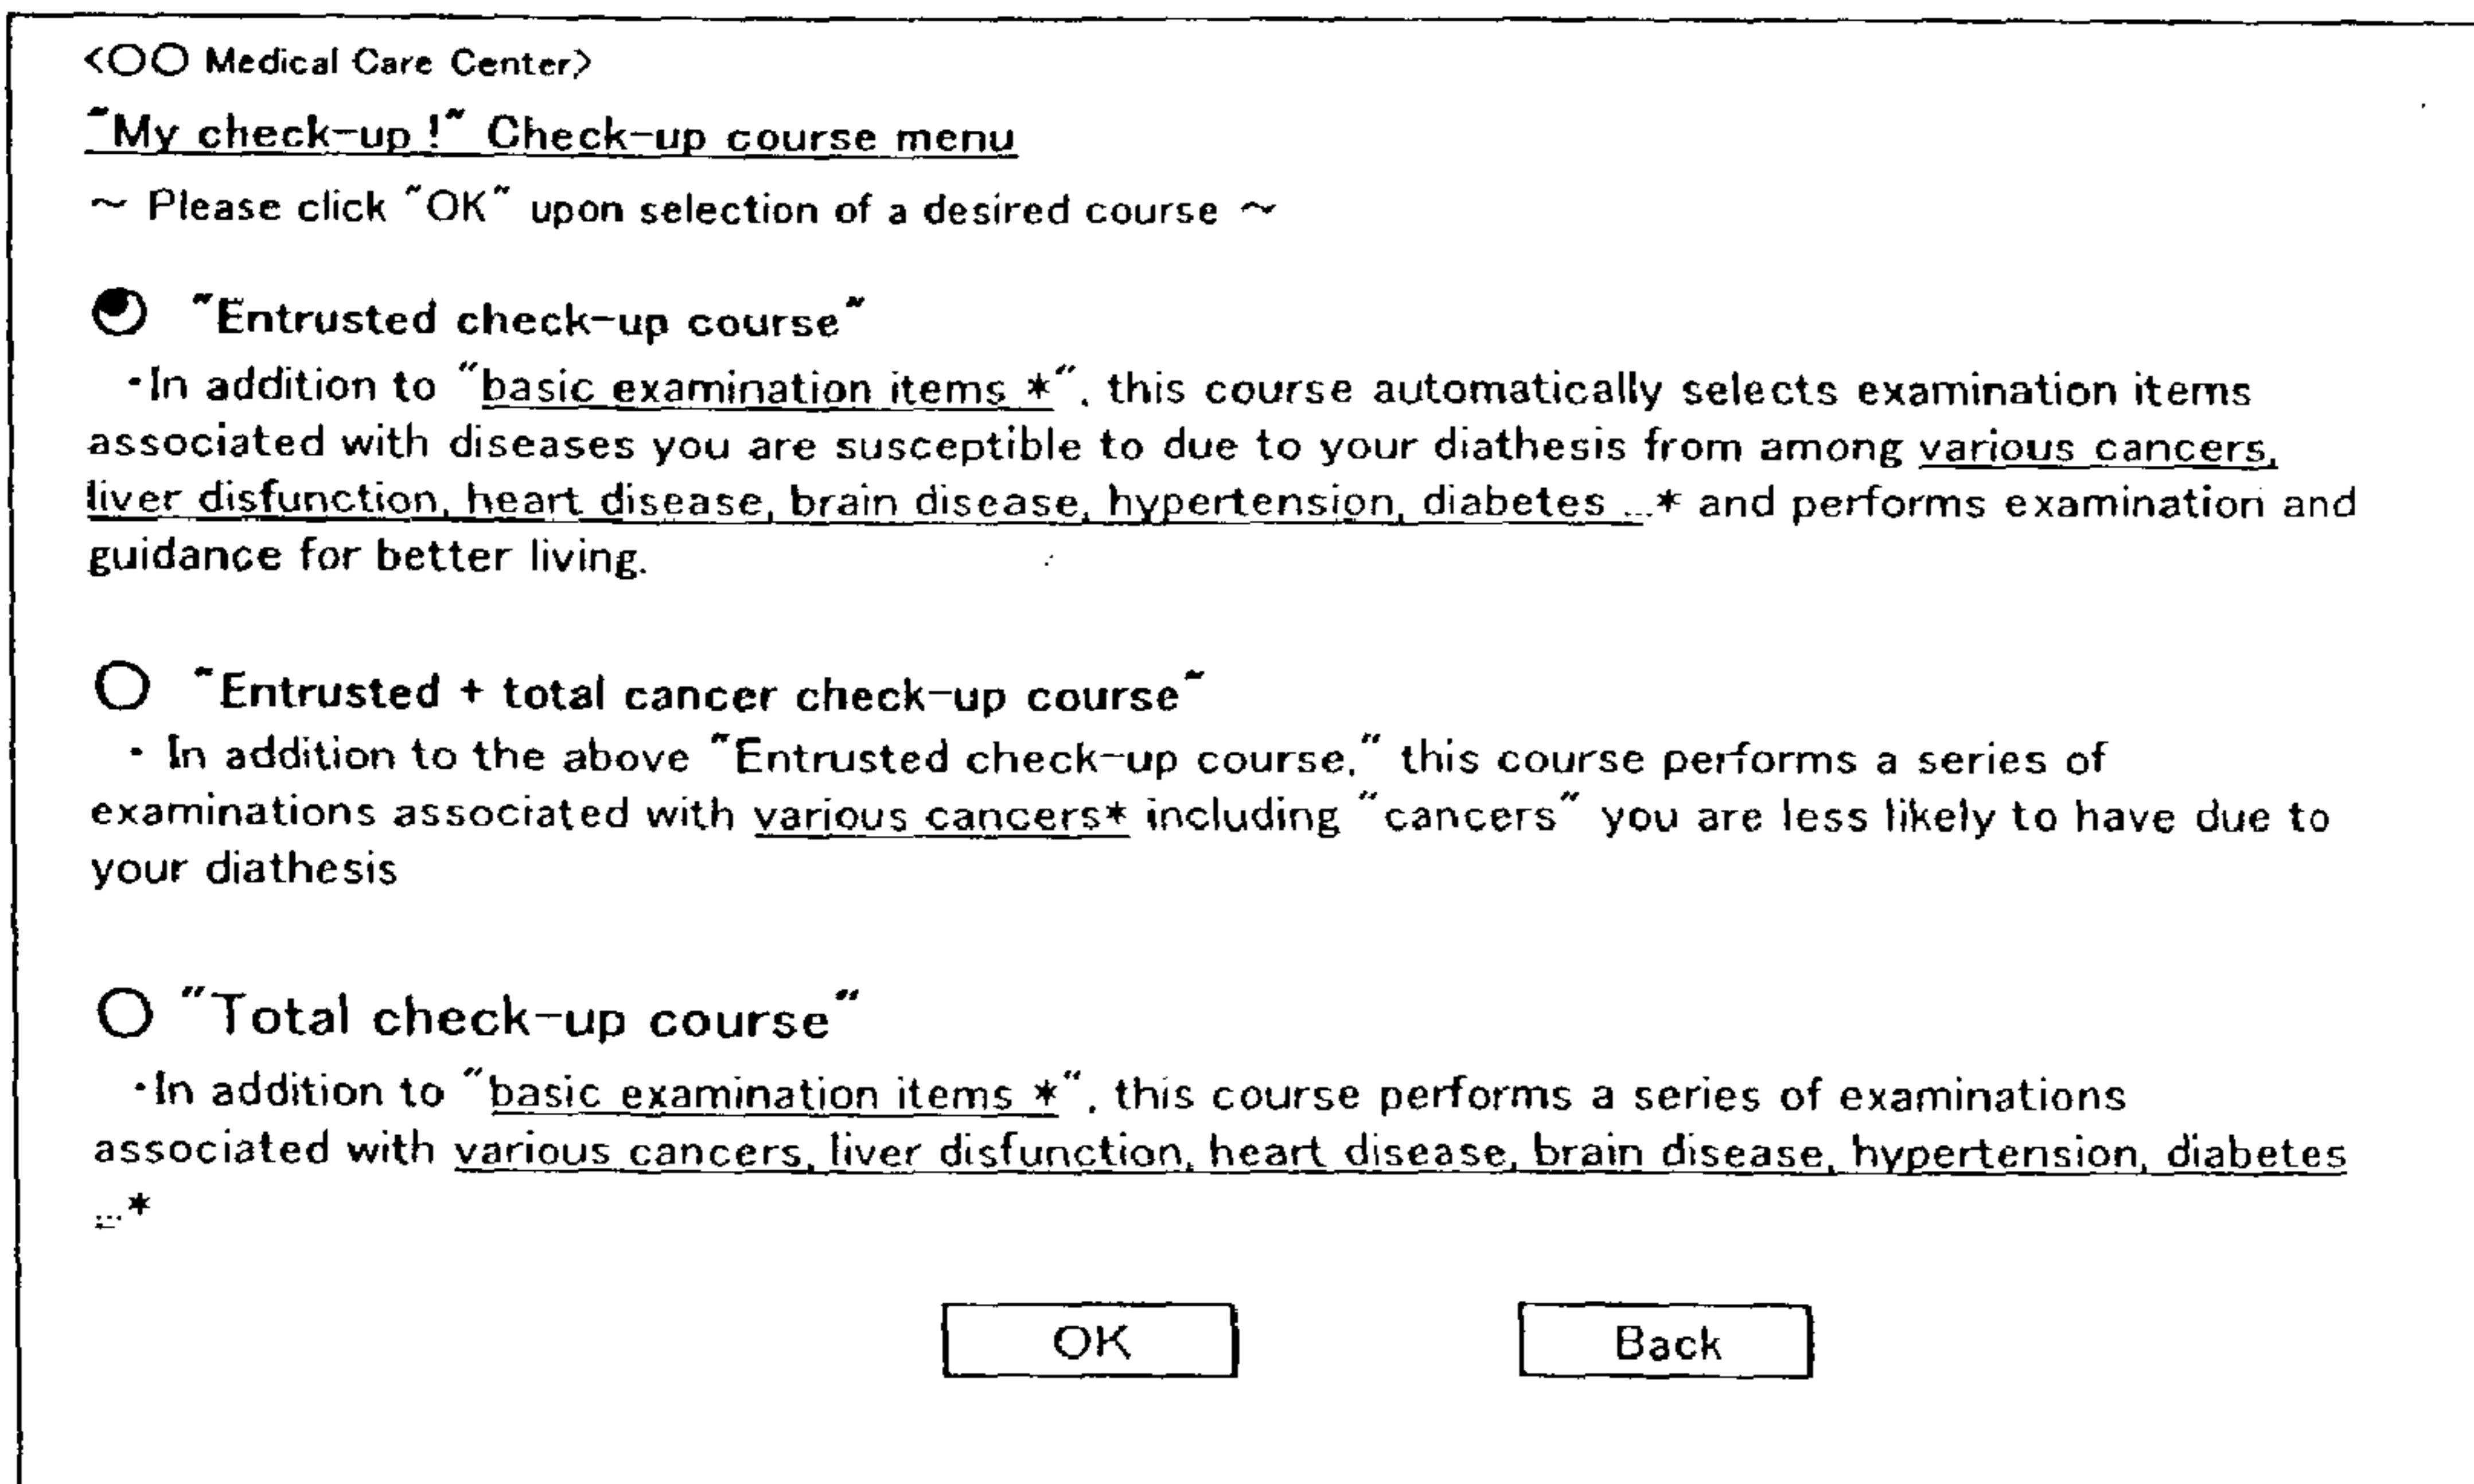 <○○ Medical Care Center>
"My check-up !" Check-up course menu
~ Please click "OK" upon selection of a desired course ~
"Entrusted check-up course"
・In addition to "basic examination items *", this course automatically selects examination items
associated with diseases you are susceptible to due to your diathesis from among various cancers,
liver disfunction, heart disease, brain disease, hypertension, diabetes ...* and performs examination and
guidance for better living.
"Entrusted + total cancer check-up course"
・ In addition to the above "Entrusted check-up course," this course performs a series of
examinations associated with various cancers* including "cancers" you are less likely to have due to
your diathesis
"Total check-up course"
・In addition to "basic examination items *", this course performs a series of examinations
associated with various cancers, liver disfunction, heart disease, brain disease, hypertension, diabetes
...*
OK Back